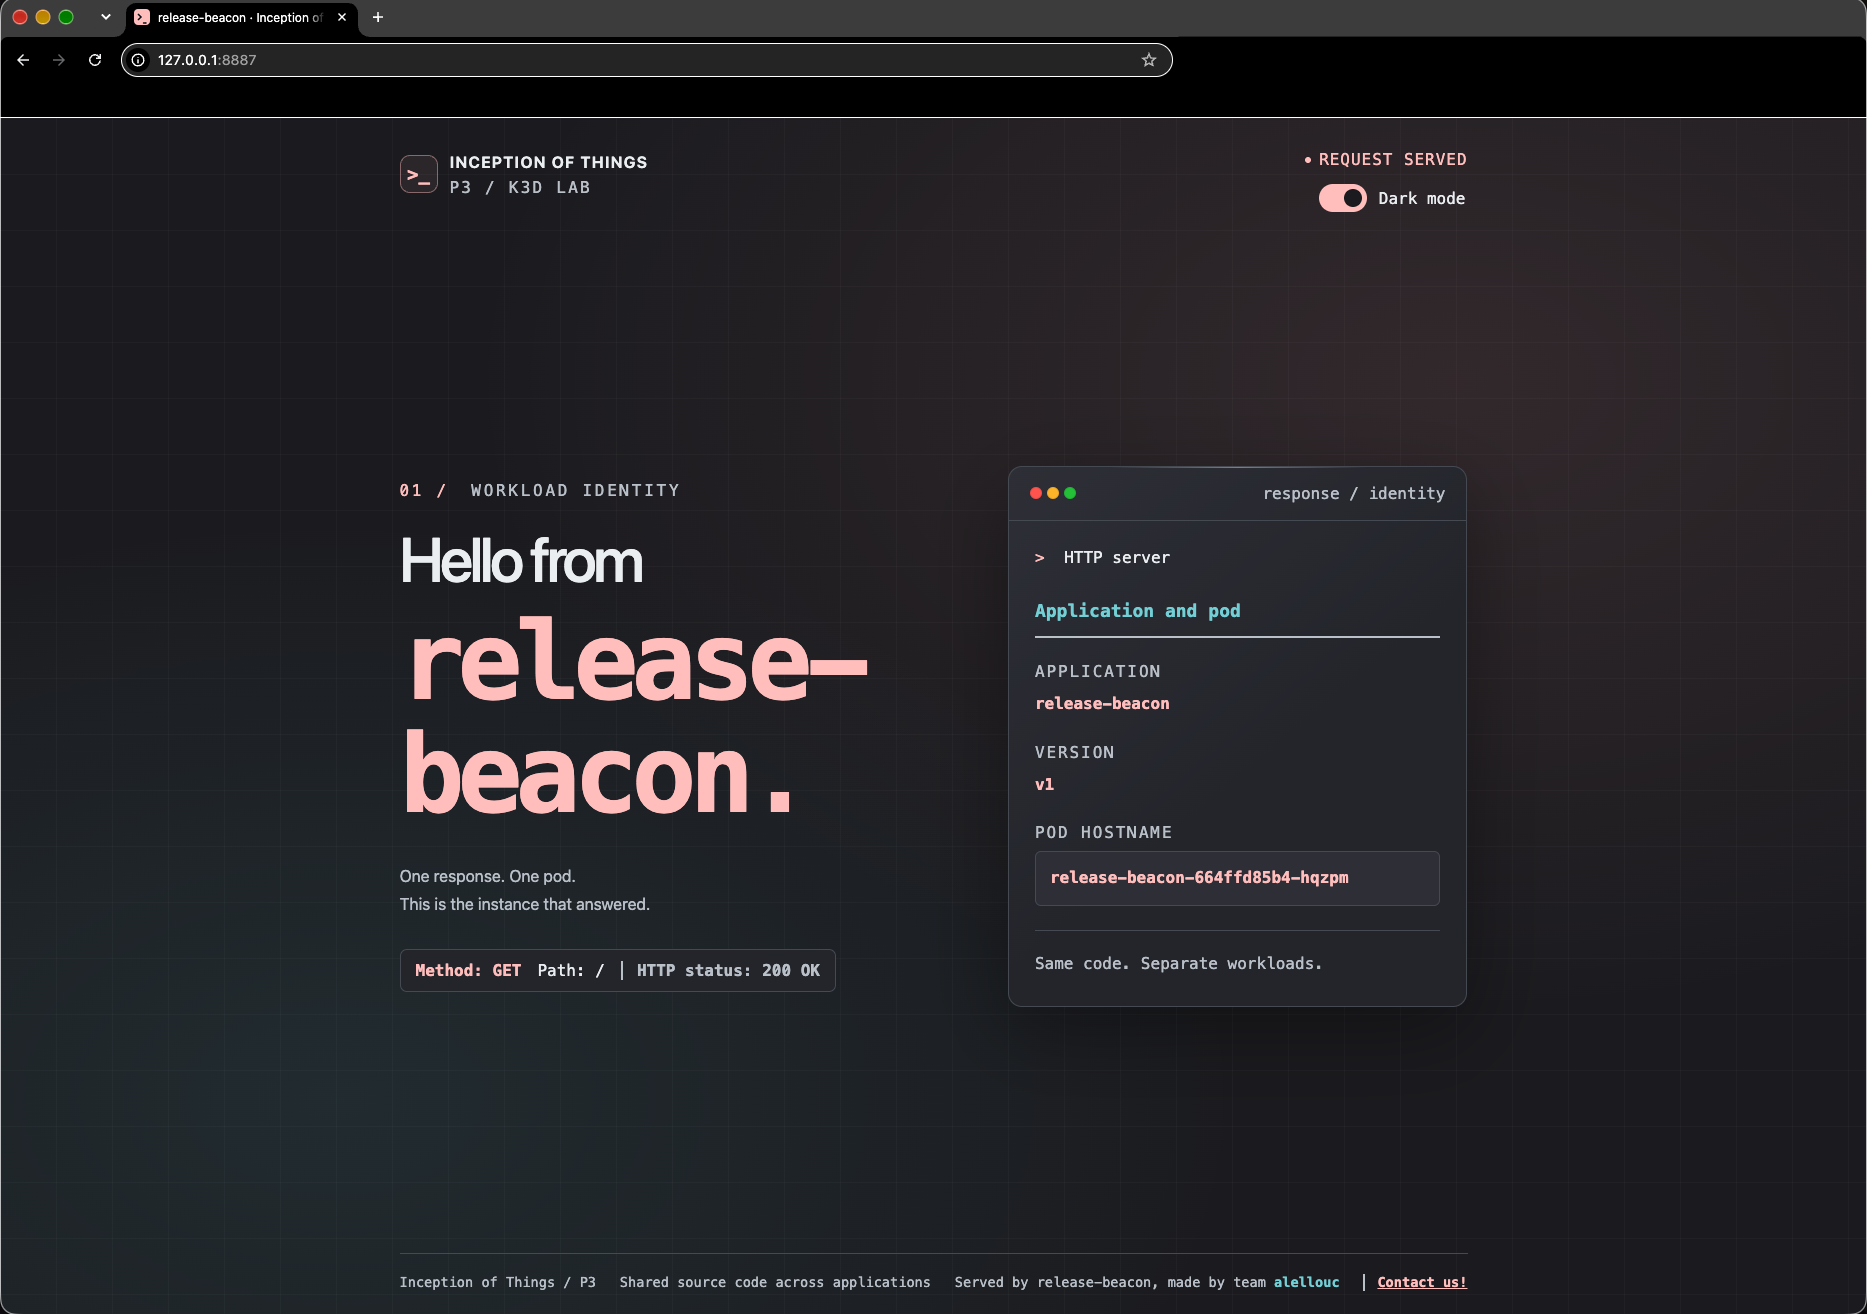 release-beacon · Inception of
127.0.0.1:8887
>_ INCEPTION OF THINGS
P3 / K3D LAB
• REQUEST SERVED
Dark mode
01 / WORKLOAD IDENTITY
Hello from
release-
beacon.
One response. One pod.
This is the instance that answered.
Method: GET Path: / | HTTP status: 200 OK
response / identity
> HTTP server
Application and pod
APPLICATION
release-beacon
VERSION
v1
POD HOSTNAME
release-beacon-664ffd85b4-hqzpm
Same code. Separate workloads.
Inception of Things / P3 Shared source code across applications Served by release-beacon, made by team alellouc | Contact us!